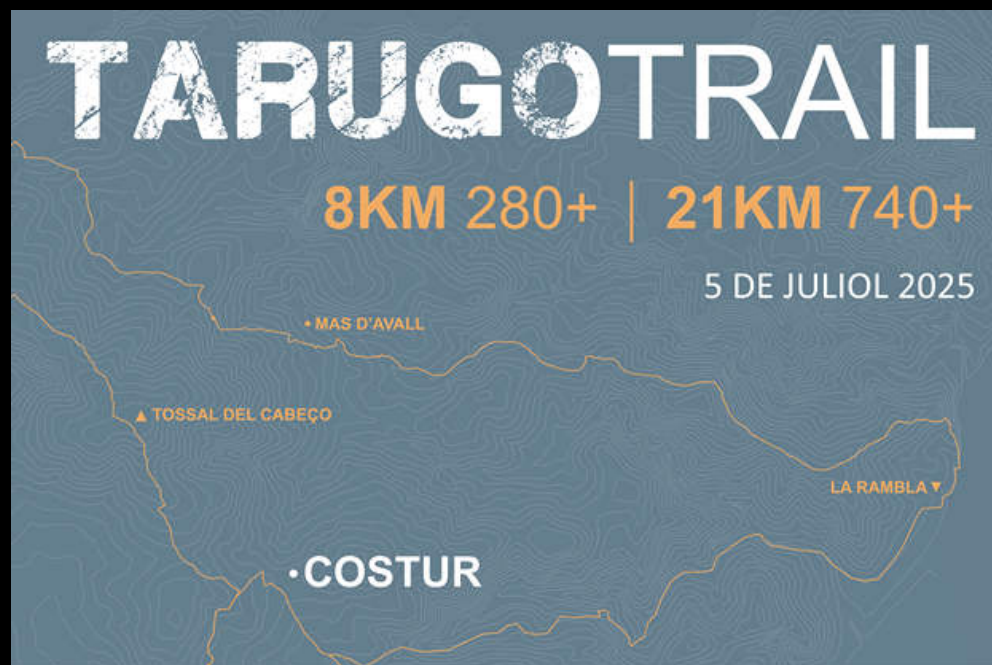 TARUGOTRAIL
8KM 280+ | 21KM 740+
5 DE JULIOL 2025
• MAS D'AVALL
▲ TOSSAL DEL CABEÇO
LA RAMBLA ▼
•COSTUR